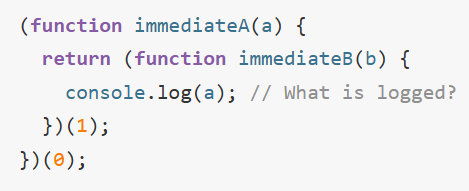 (function immediateA(a) {
  return (function immediateB(b) {
    console.log(a); // What is logged?
  })(1);
})(0);